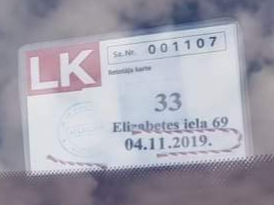 LK
Sa. Nr. 001107
33
Elizabetes iela 69
04.11.2019.